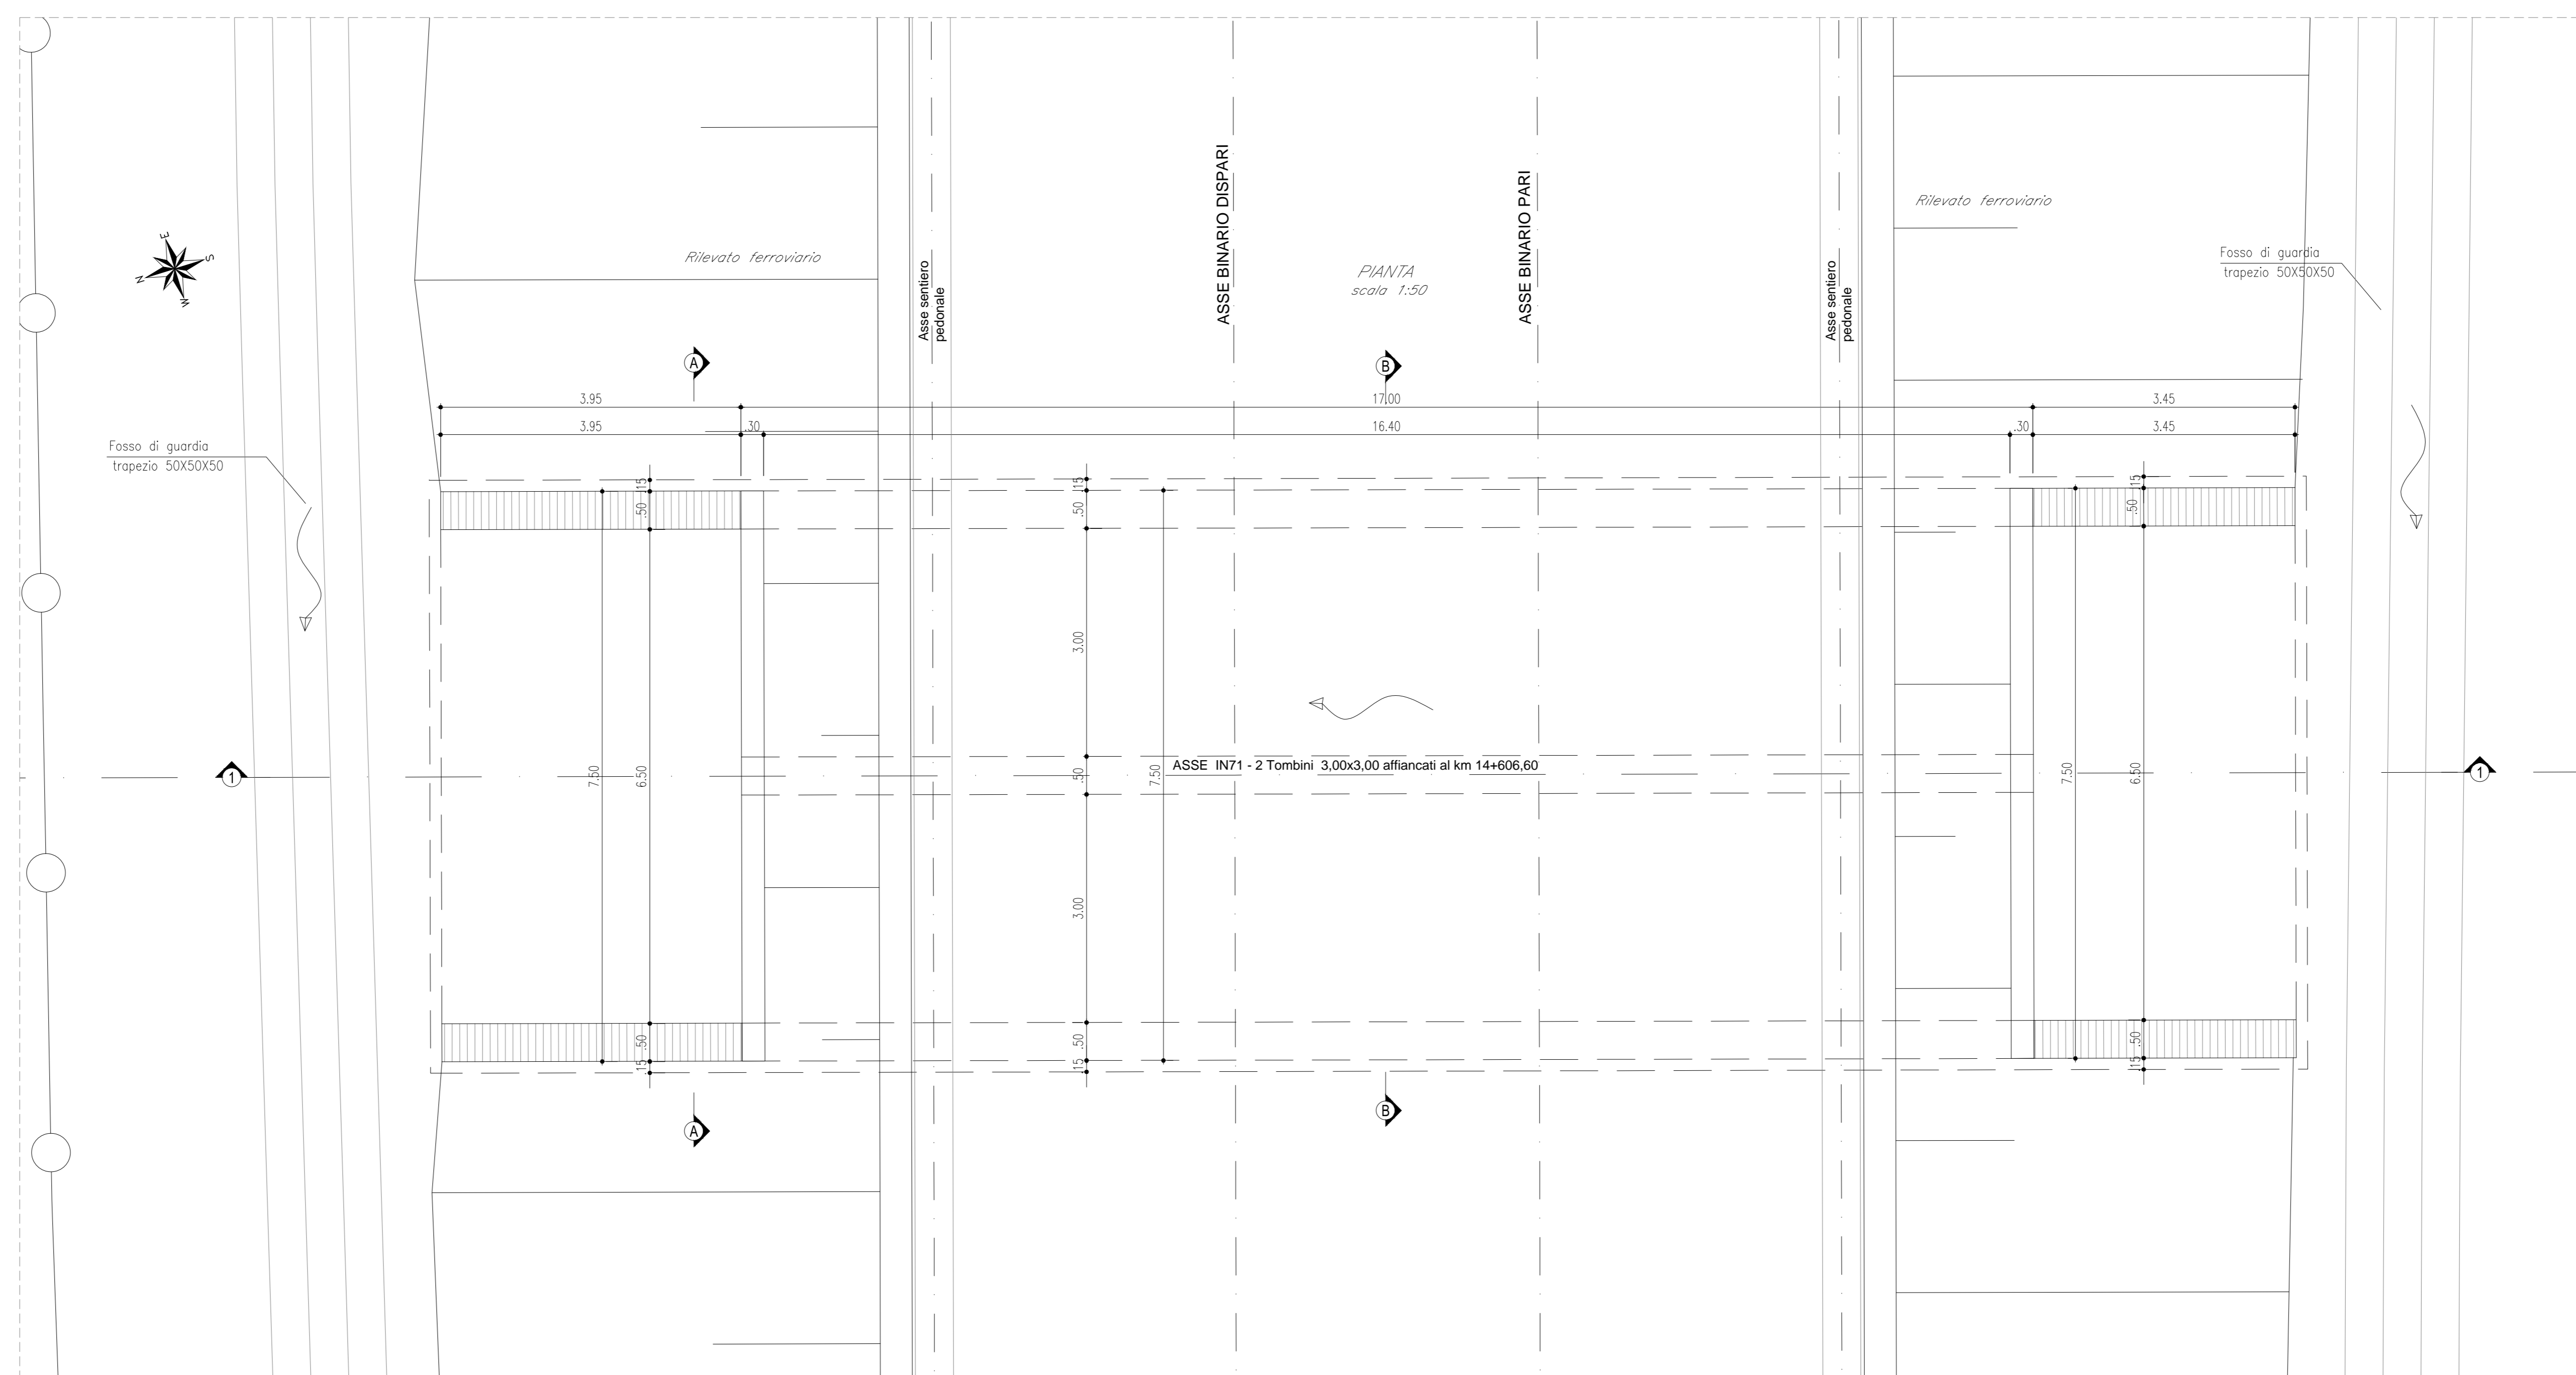 E
S
N
W
Rilevato ferroviario
Asse sentiero
pedonale
ASSE BINARIO DISPARI
PIANTA
scala 1:50
ASSE BINARIO PARI
Asse sentiero
pedonale
Rilevato ferroviario
Fosso di guardia
trapezio 50X50X50
A
B
3.95
17.00
3.45
3.95
.30
16.40
.30
3.45
Fosso di guardia
trapezio 50X50X50
.15
.50
.15
.50
.15
.50
3.00
1
7.50
6.50
.50
7.50
ASSE IN71 - 2 Tombini 3,00x3,00 affiancati al km 14+606,60
7.50
6.50
1
3.00
.50
.15
.50
.15
.50
.15
A
B